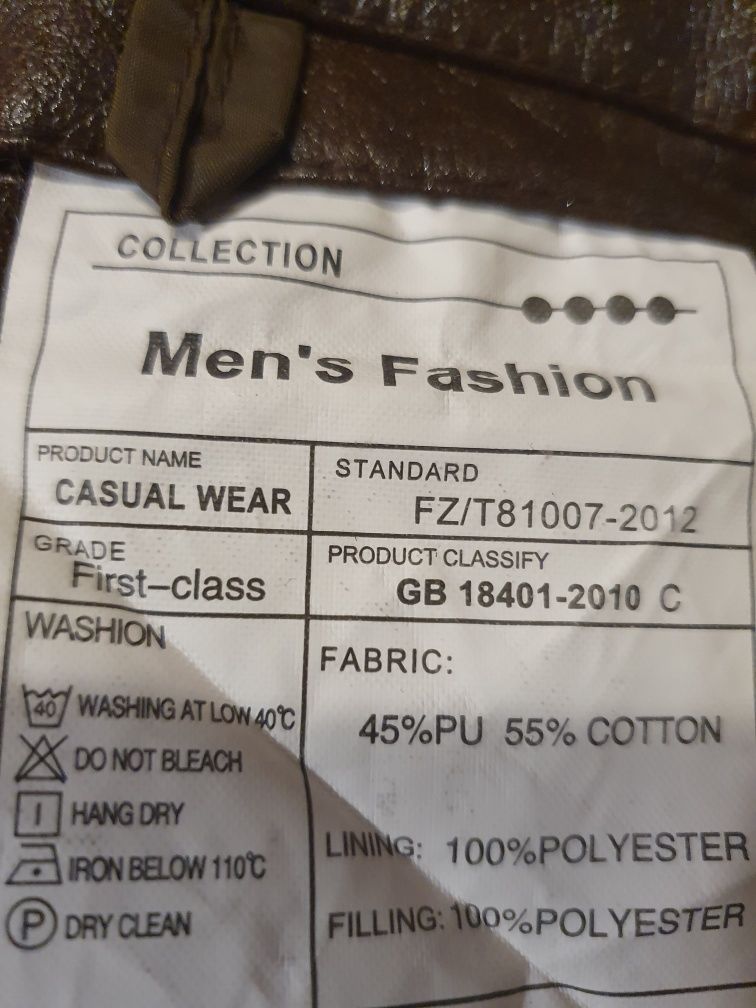 COLLECTION
Men's Fashion
PRODUCT NAME
CASUAL WEAR
STANDARD
FZ/T81007-2012
GRADE
First-class
PRODUCT CLASSIFY
GB 18401-2010 C
WASHION
40 WASHING AT LOW 40℃
DO NOT BLEACH
HANG DRY
IRON BELOW 110℃
P DRY CLEAN
FABRIC:
45%PU 55% COTTON
LINING: 100%POLYESTER
FILLING: 100%POLYESTER